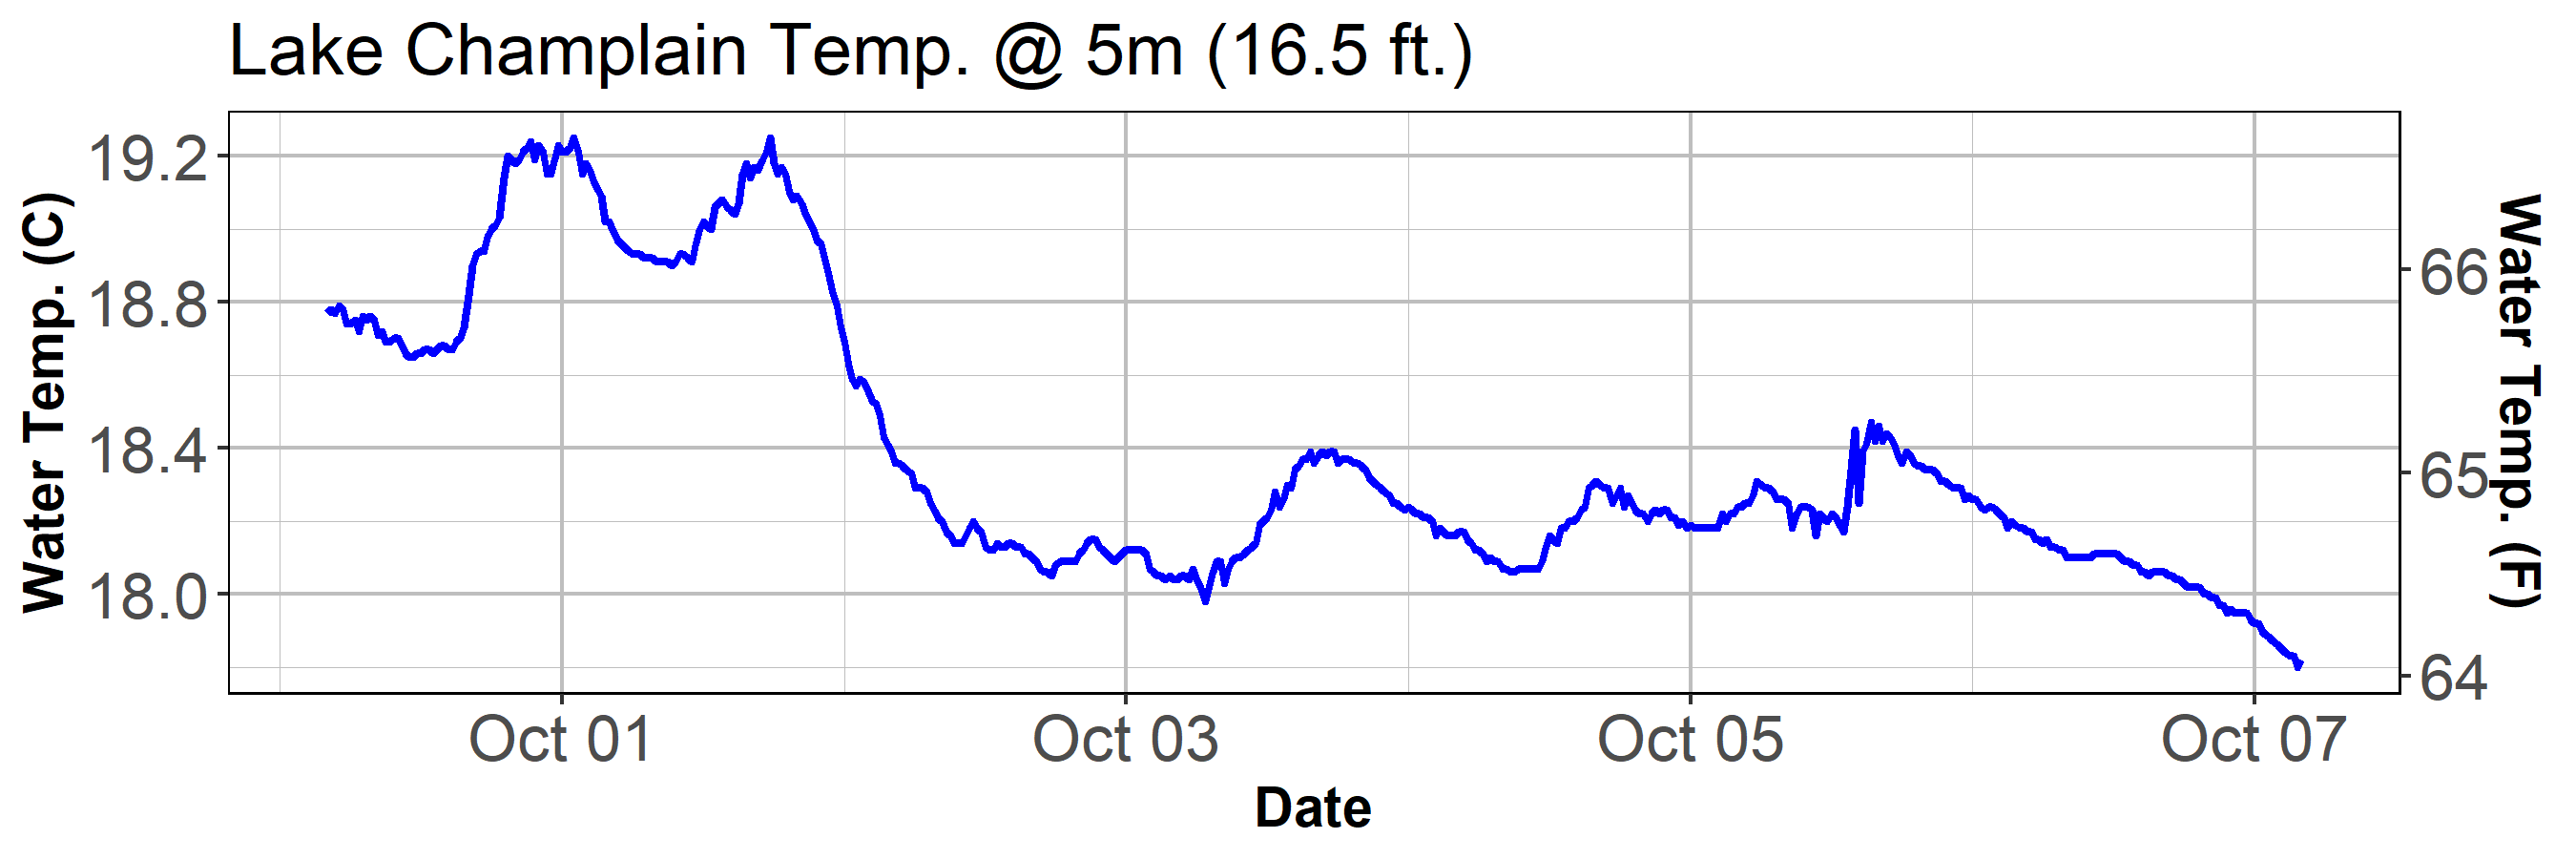 Lake Champlain Temp. @ 5m (16.5 ft.)
Water Temp. (C)
19.2
18.8
18.4
18.0
66
65
64
Water Temp. (F)
Oct 01
Oct 03
Oct 05
Oct 07
Date